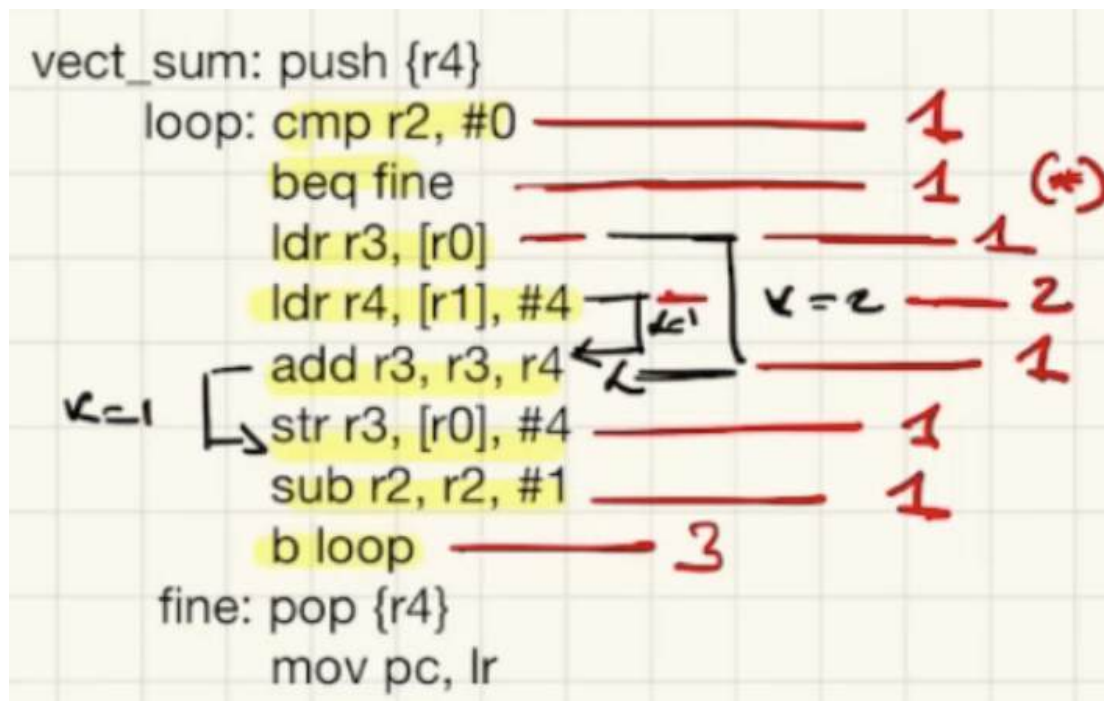 vect_sum: push {r4}
loop: cmp r2, #0 1
beq fine 1 (*)
ldr r3, [r0] 1
ldr r4, [r1], #4 k=1 k=2 2
add r3, r3, r4 1
k=1 str r3, [r0], #4 1
sub r2, r2, #1 1
b loop 3
fine: pop {r4}
mov pc, lr